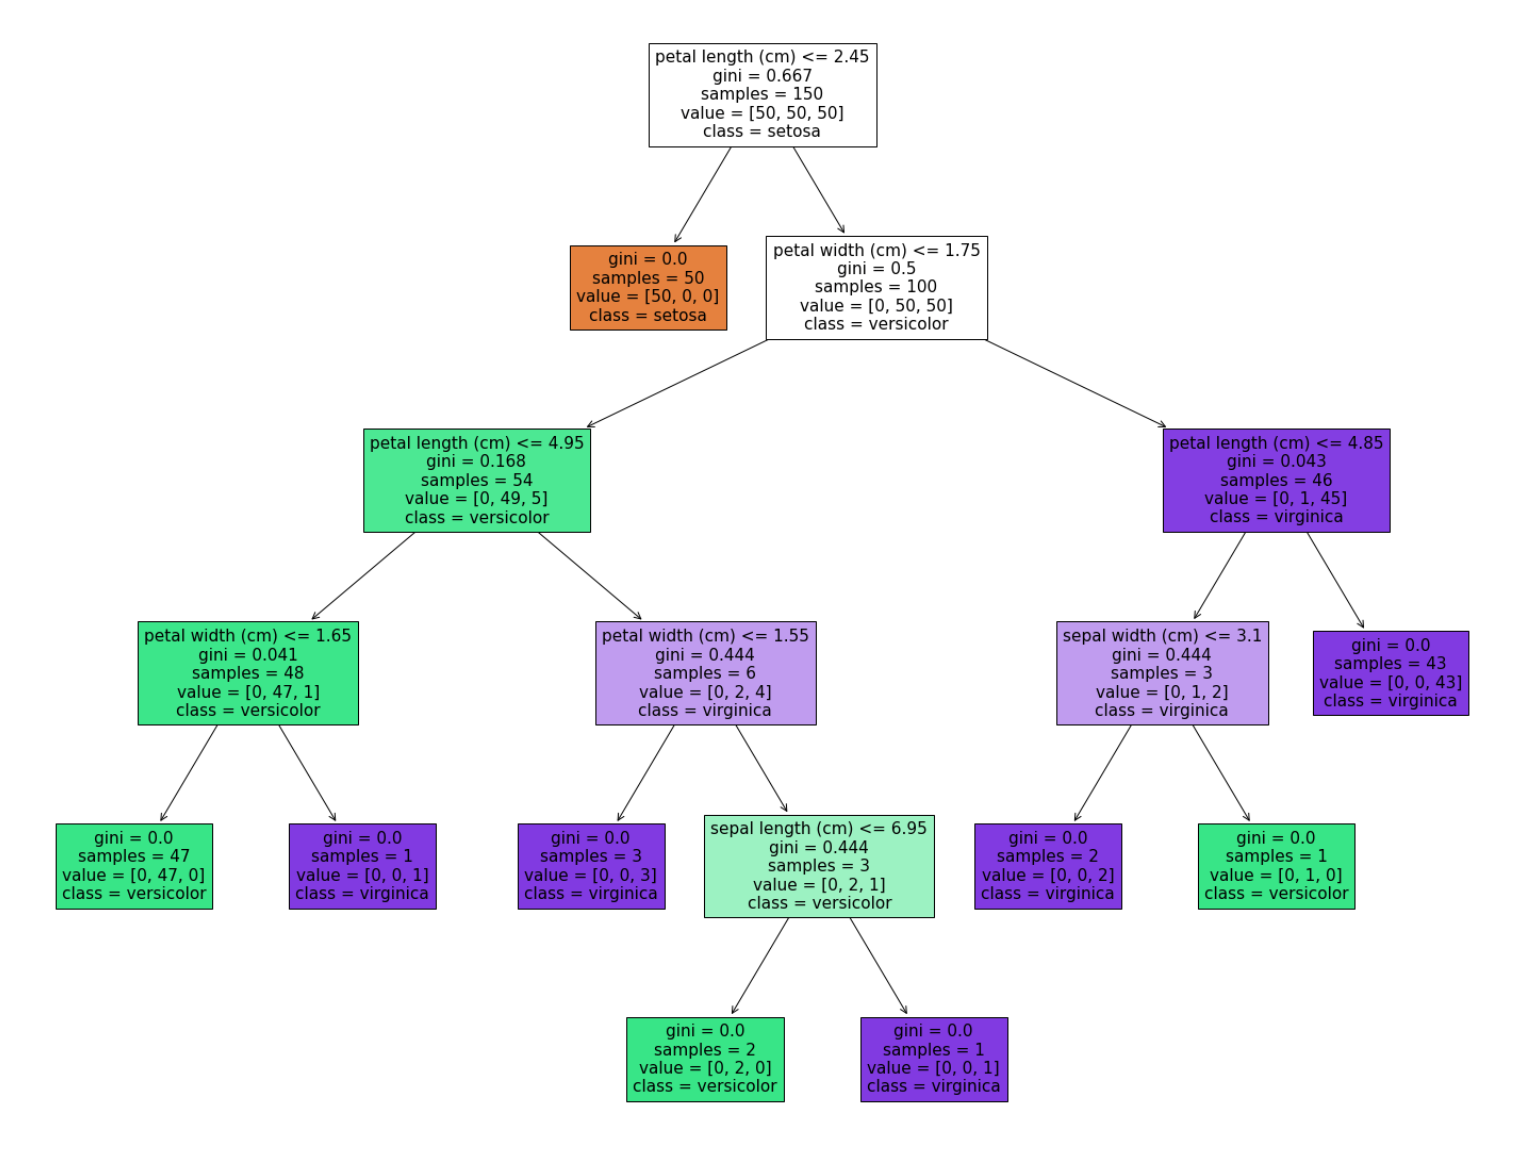 petal length (cm) <= 2.45
gini = 0.667
samples = 150
value = [50, 50, 50]
class = setosa
gini = 0.0
samples = 50
value = [50, 0, 0]
class = setosa
petal width (cm) <= 1.75
gini = 0.5
samples = 100
value = [0, 50, 50]
class = versicolor
petal length (cm) <= 4.95
gini = 0.168
samples = 54
value = [0, 49, 5]
class = versicolor
petal length (cm) <= 4.85
gini = 0.043
samples = 46
value = [0, 1, 45]
class = virginica
petal width (cm) <= 1.65
gini = 0.041
samples = 48
value = [0, 47, 1]
class = versicolor
petal width (cm) <= 1.55
gini = 0.444
samples = 6
value = [0, 2, 4]
class = virginica
sepal width (cm) <= 3.1
gini = 0.444
samples = 3
value = [0, 1, 2]
class = virginica
gini = 0.0
samples = 43
value = [0, 0, 43]
class = virginica
gini = 0.0
samples = 47
value = [0, 47, 0]
class = versicolor
gini = 0.0
samples = 1
value = [0, 0, 1]
class = virginica
gini = 0.0
samples = 3
value = [0, 0, 3]
class = virginica
sepal length (cm) <= 6.95
gini = 0.444
samples = 3
value = [0, 2, 1]
class = versicolor
gini = 0.0
samples = 2
value = [0, 0, 2]
class = virginica
gini = 0.0
samples = 1
value = [0, 1, 0]
class = versicolor
gini = 0.0
samples = 2
value = [0, 2, 0]
class = versicolor
gini = 0.0
samples = 1
value = [0, 0, 1]
class = virginica